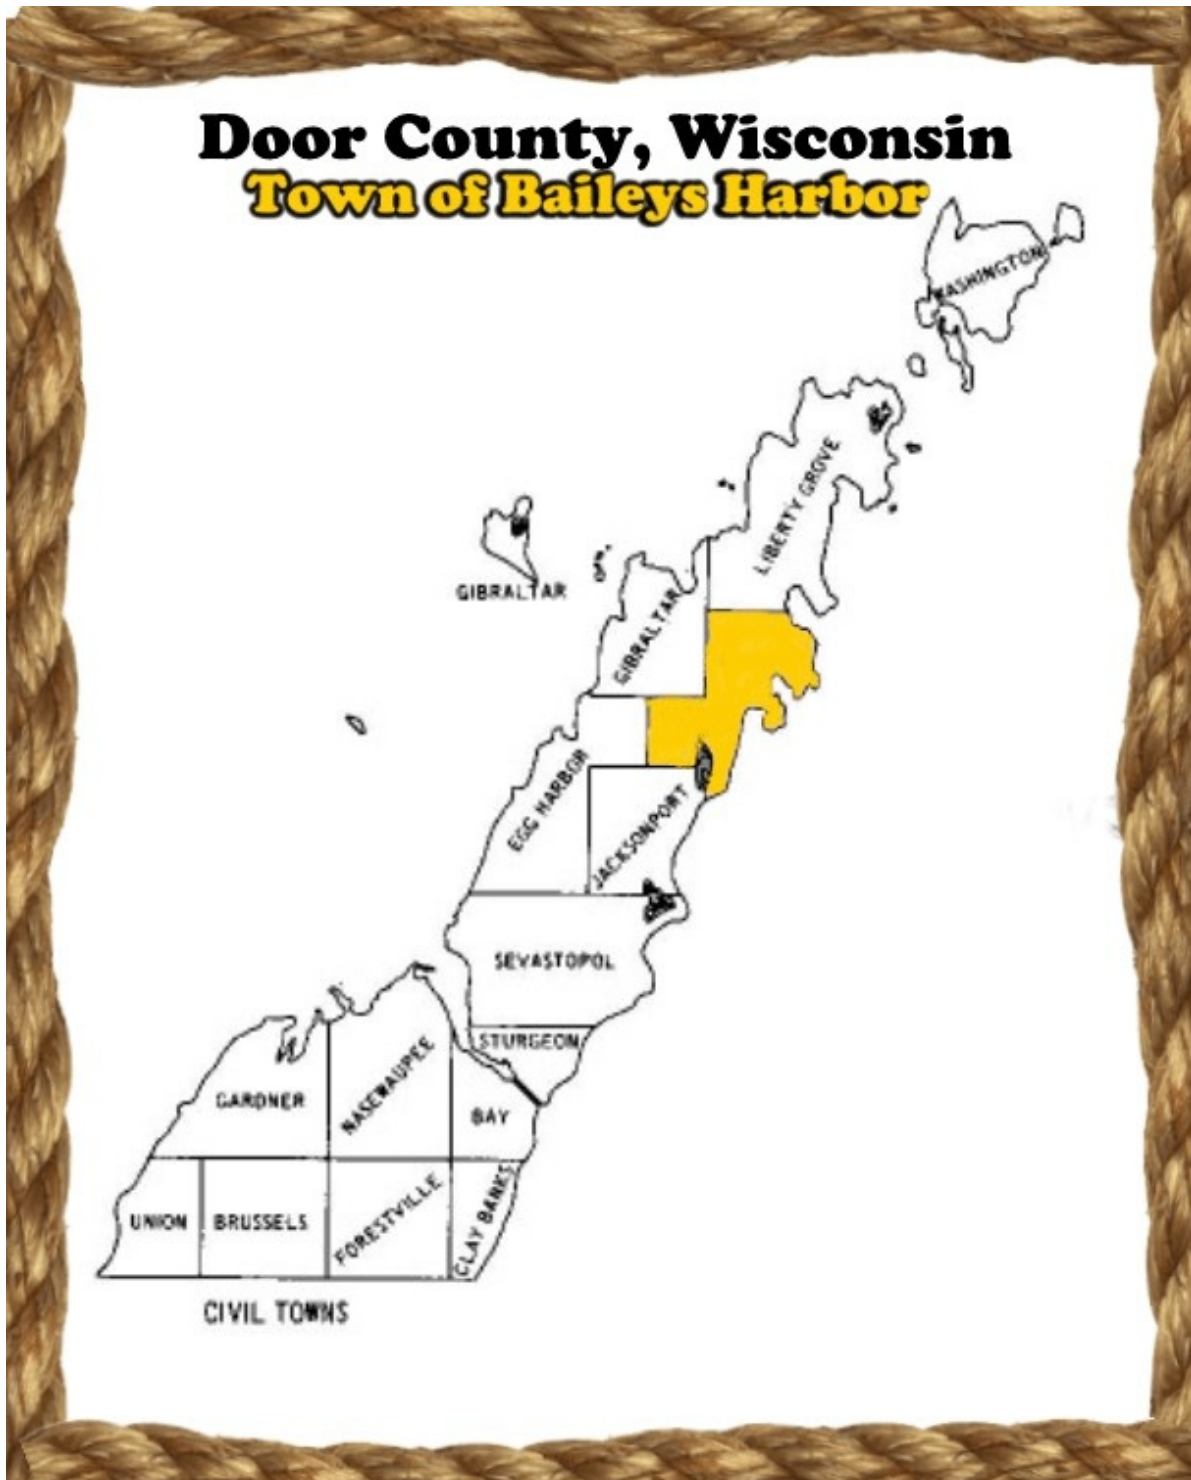 Door County, Wisconsin
Town of Baileys Harbor
WASHINGTON
LIBERTY GROVE
GIBRALTAR
GIBRALTAR
EGG HARBOR
JACKSONPORT
SEVASTOPOL
STURGEON
NASEWAUPEE
GARDNER
BAY
UNION
BRUSSELS
FORESTVILLE
CLAY BANKS
CIVIL TOWNS